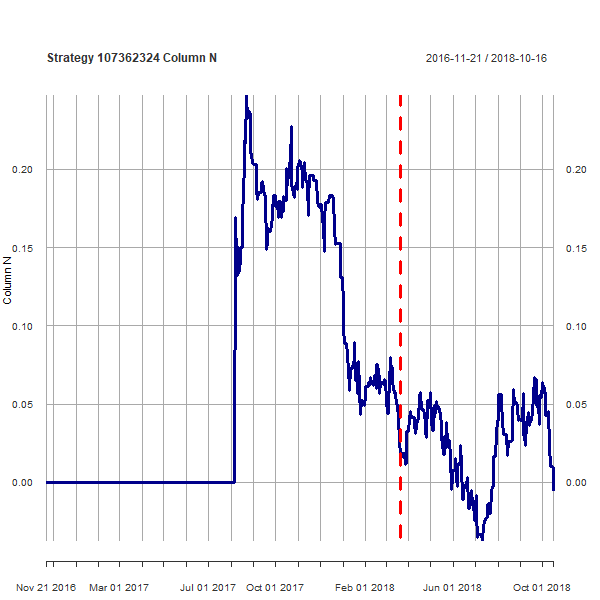 Strategy 107362324 Column N
2016-11-21 / 2018-10-16
Column N
0.20 0.20
0.15 0.15
0.10 0.10
0.05 0.05
0.00 0.00
Nov 21 2016 Mar 01 2017 Jul 01 2017 Oct 01 2017 Feb 01 2018 Jun 01 2018 Oct 01 2018